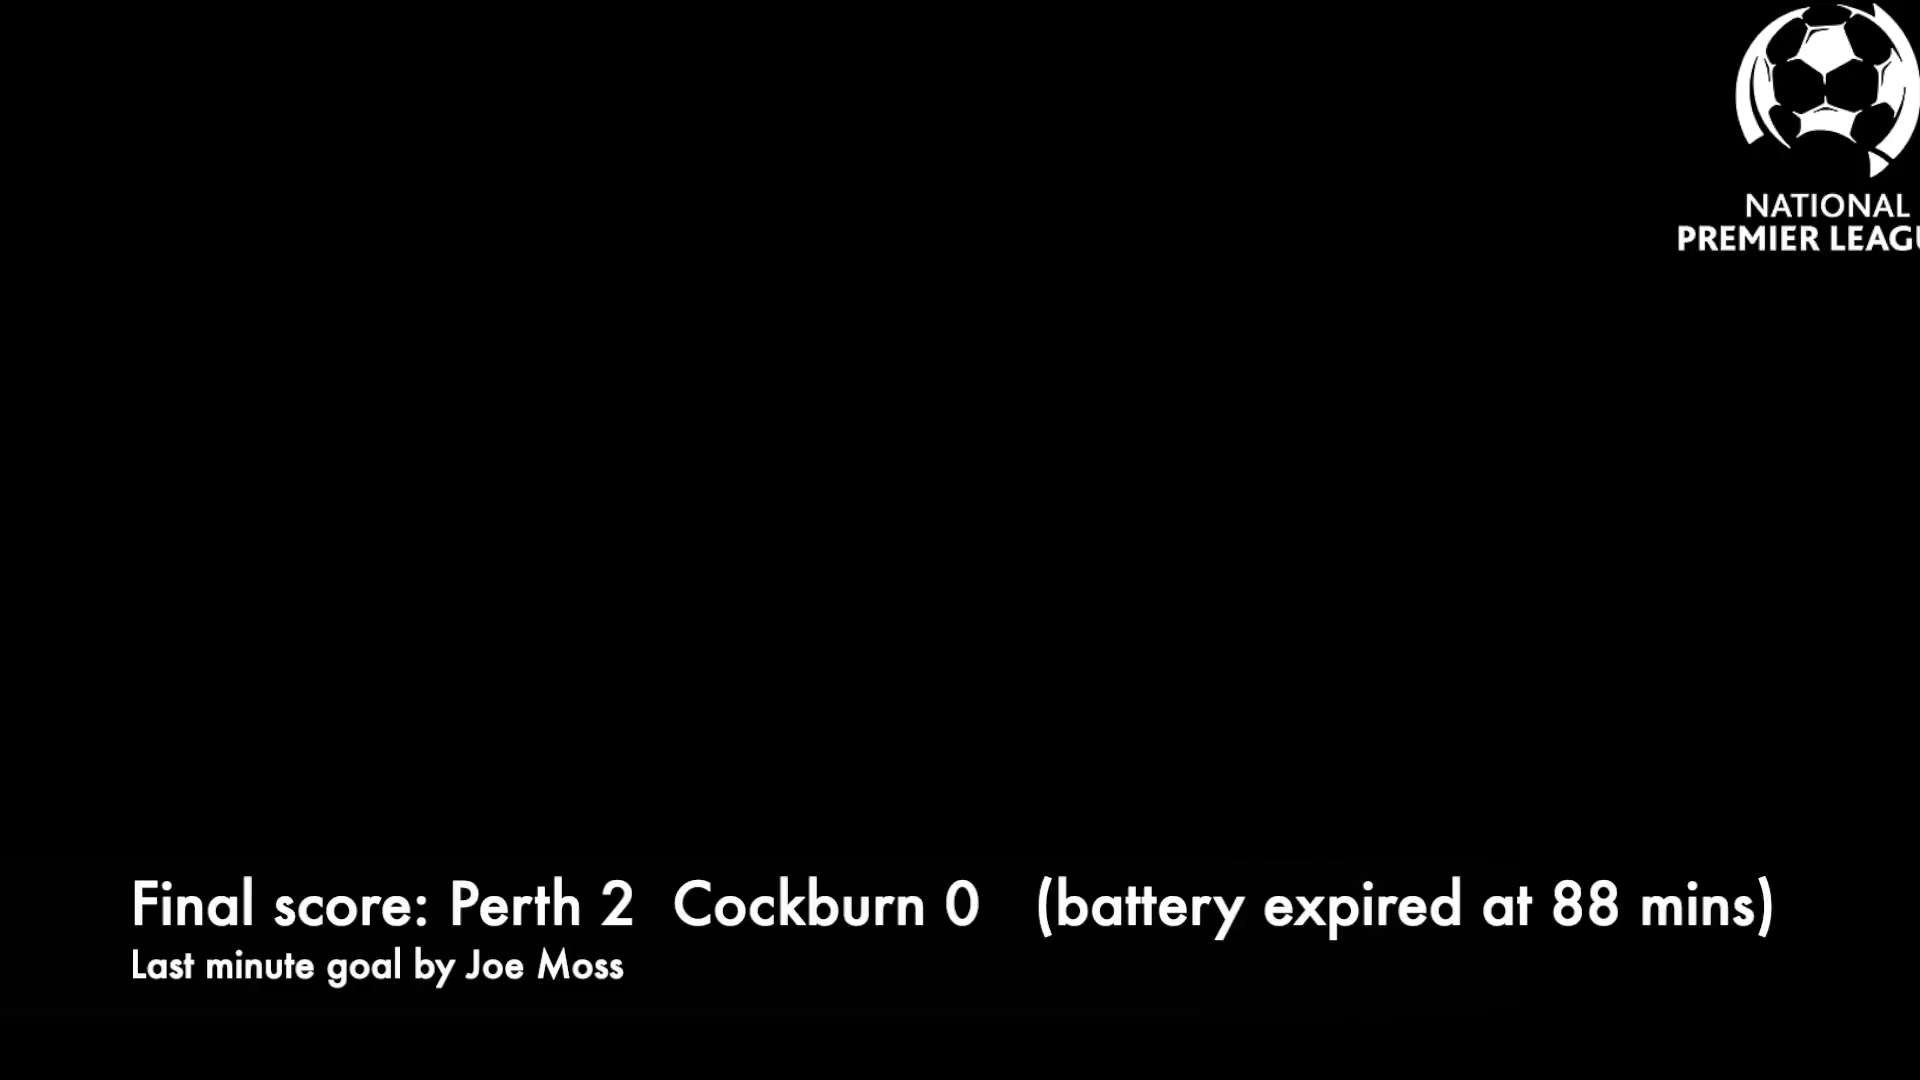 NATIONAL
PREMIER LEAGU
Final score: Perth 2 Cockburn 0 (battery expired at 88 mins)
Last minute goal by Joe Moss